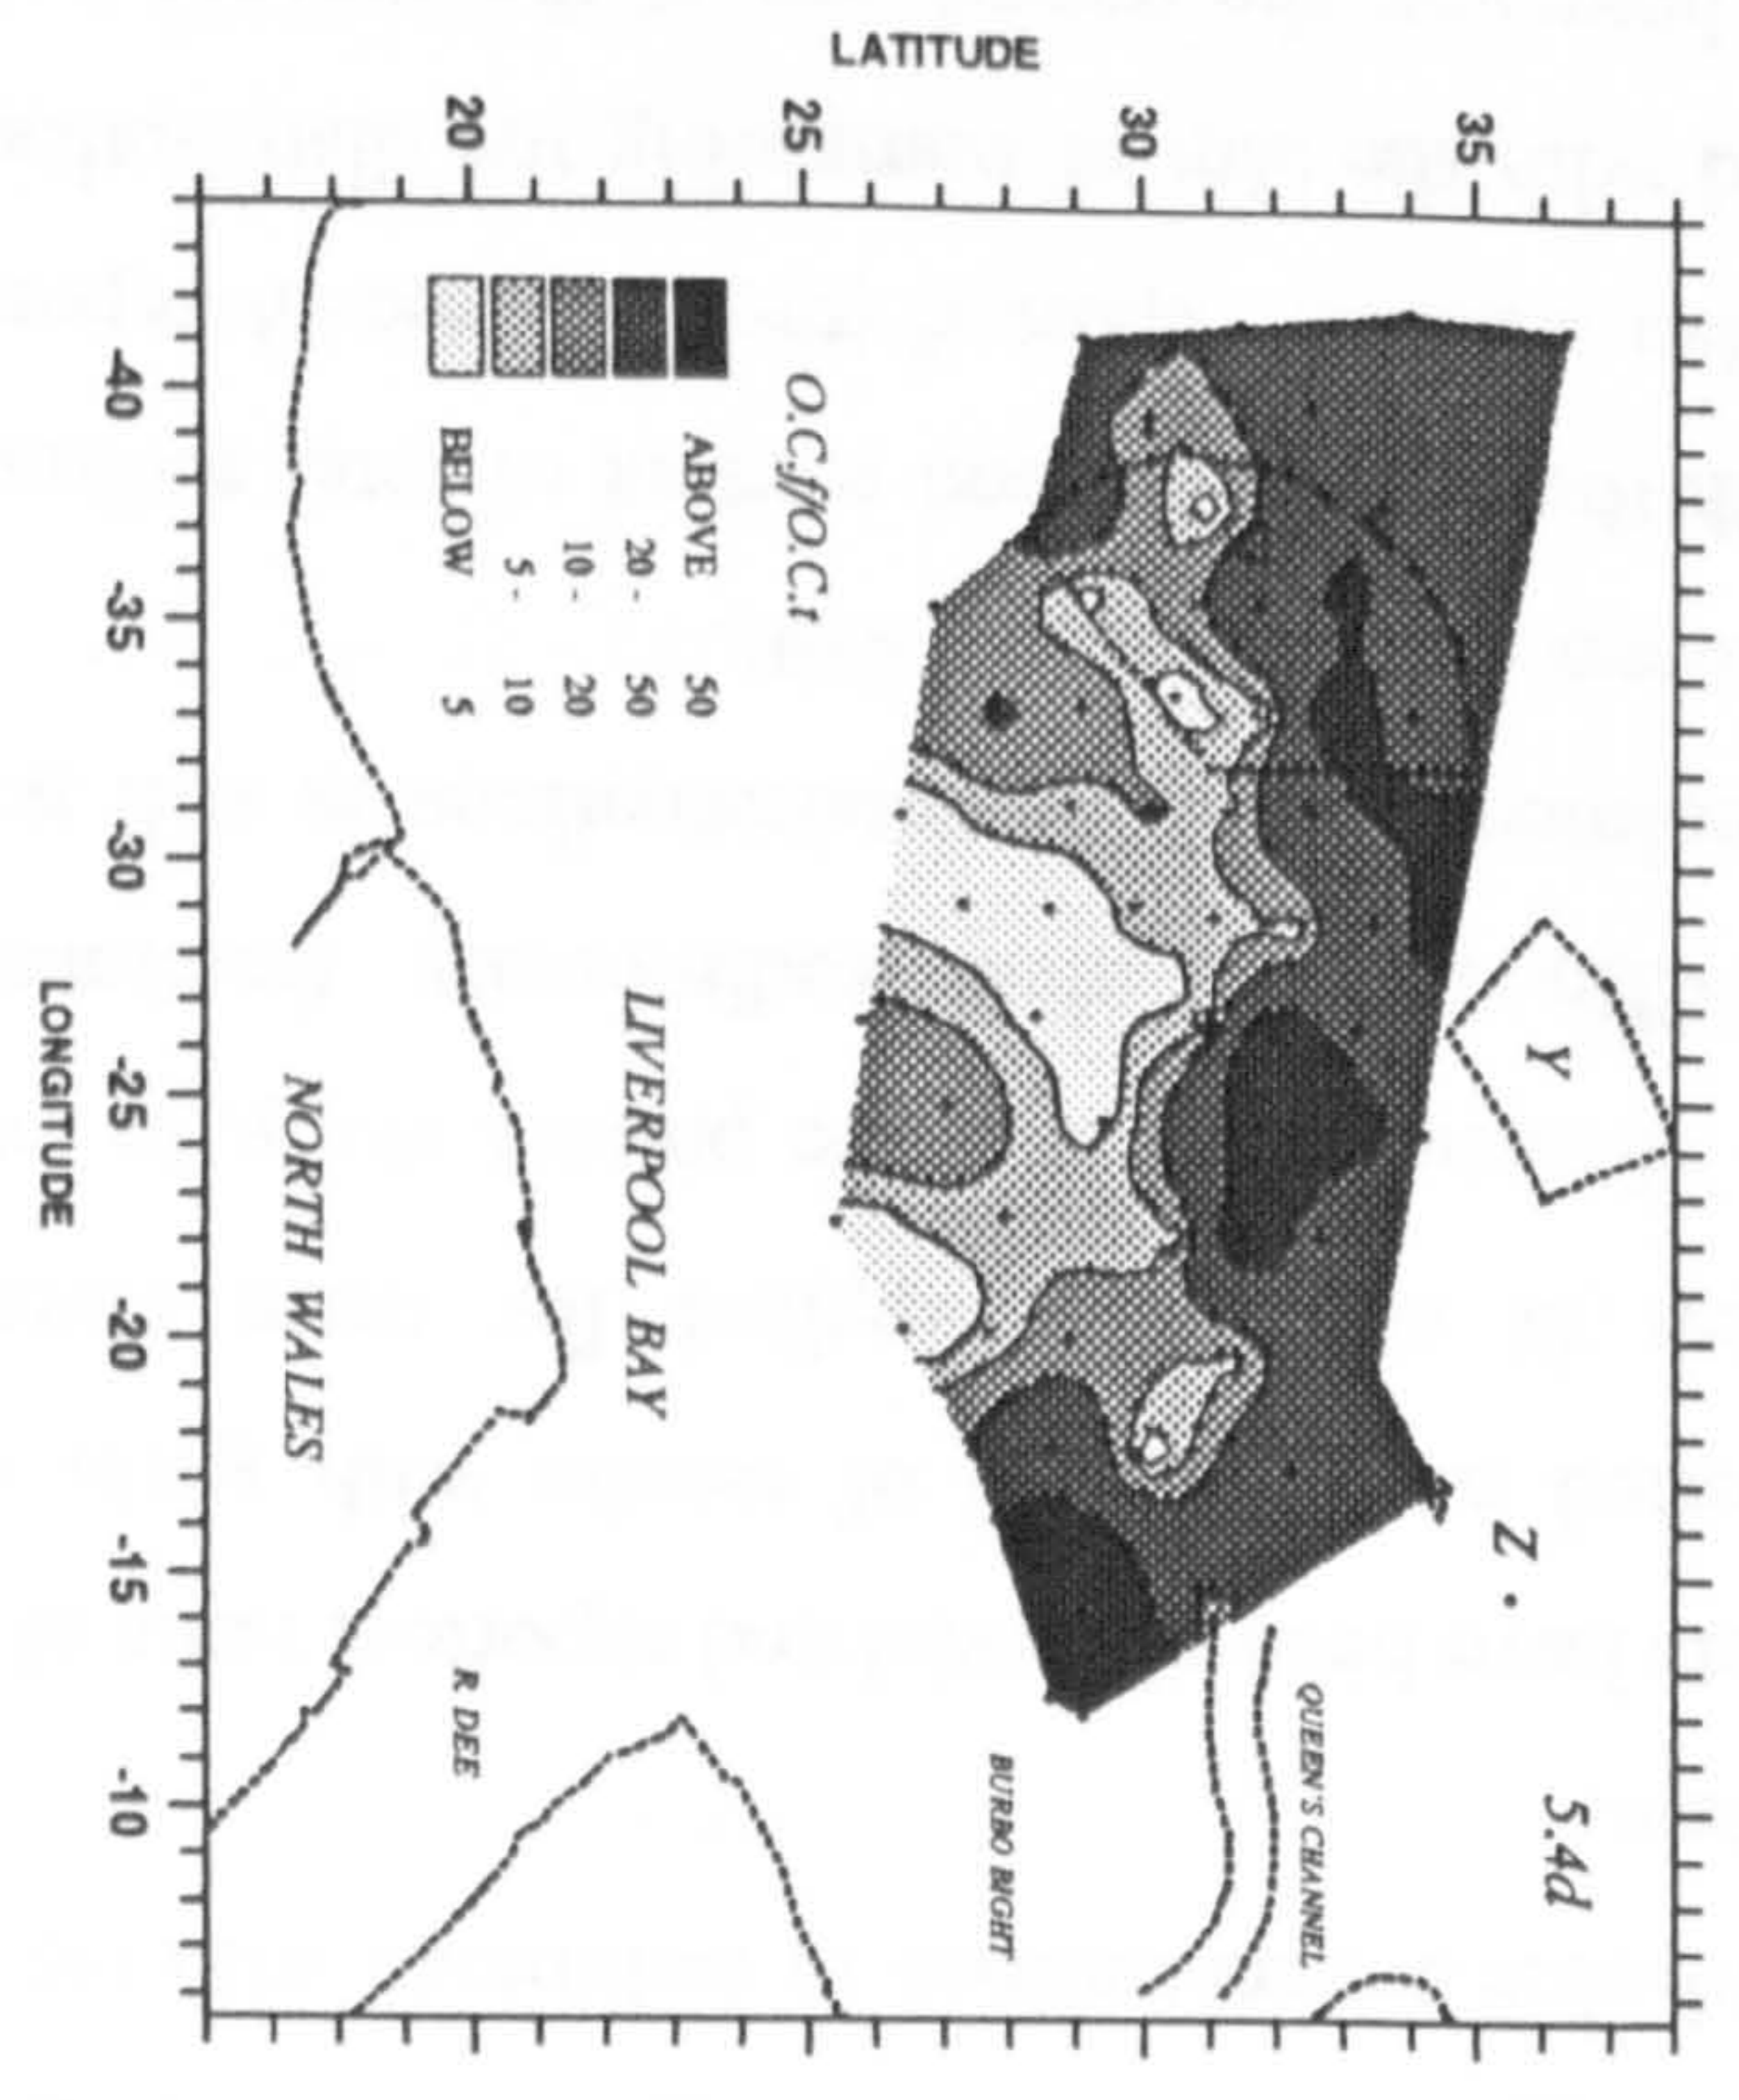 5.4d
Z
Y
QUEEN'S CHANNEL
BURBO BIGHT
R DEE
LIVERPOOL BAY
NORTH WALES
O.C.f/O.C.t
ABOVE 50
20 - 50
10 - 20
5 - 10
BELOW 5
LATITUDE
35
30
25
20
-40
-35
-30
-25
-20
-15
-10
LONGITUDE